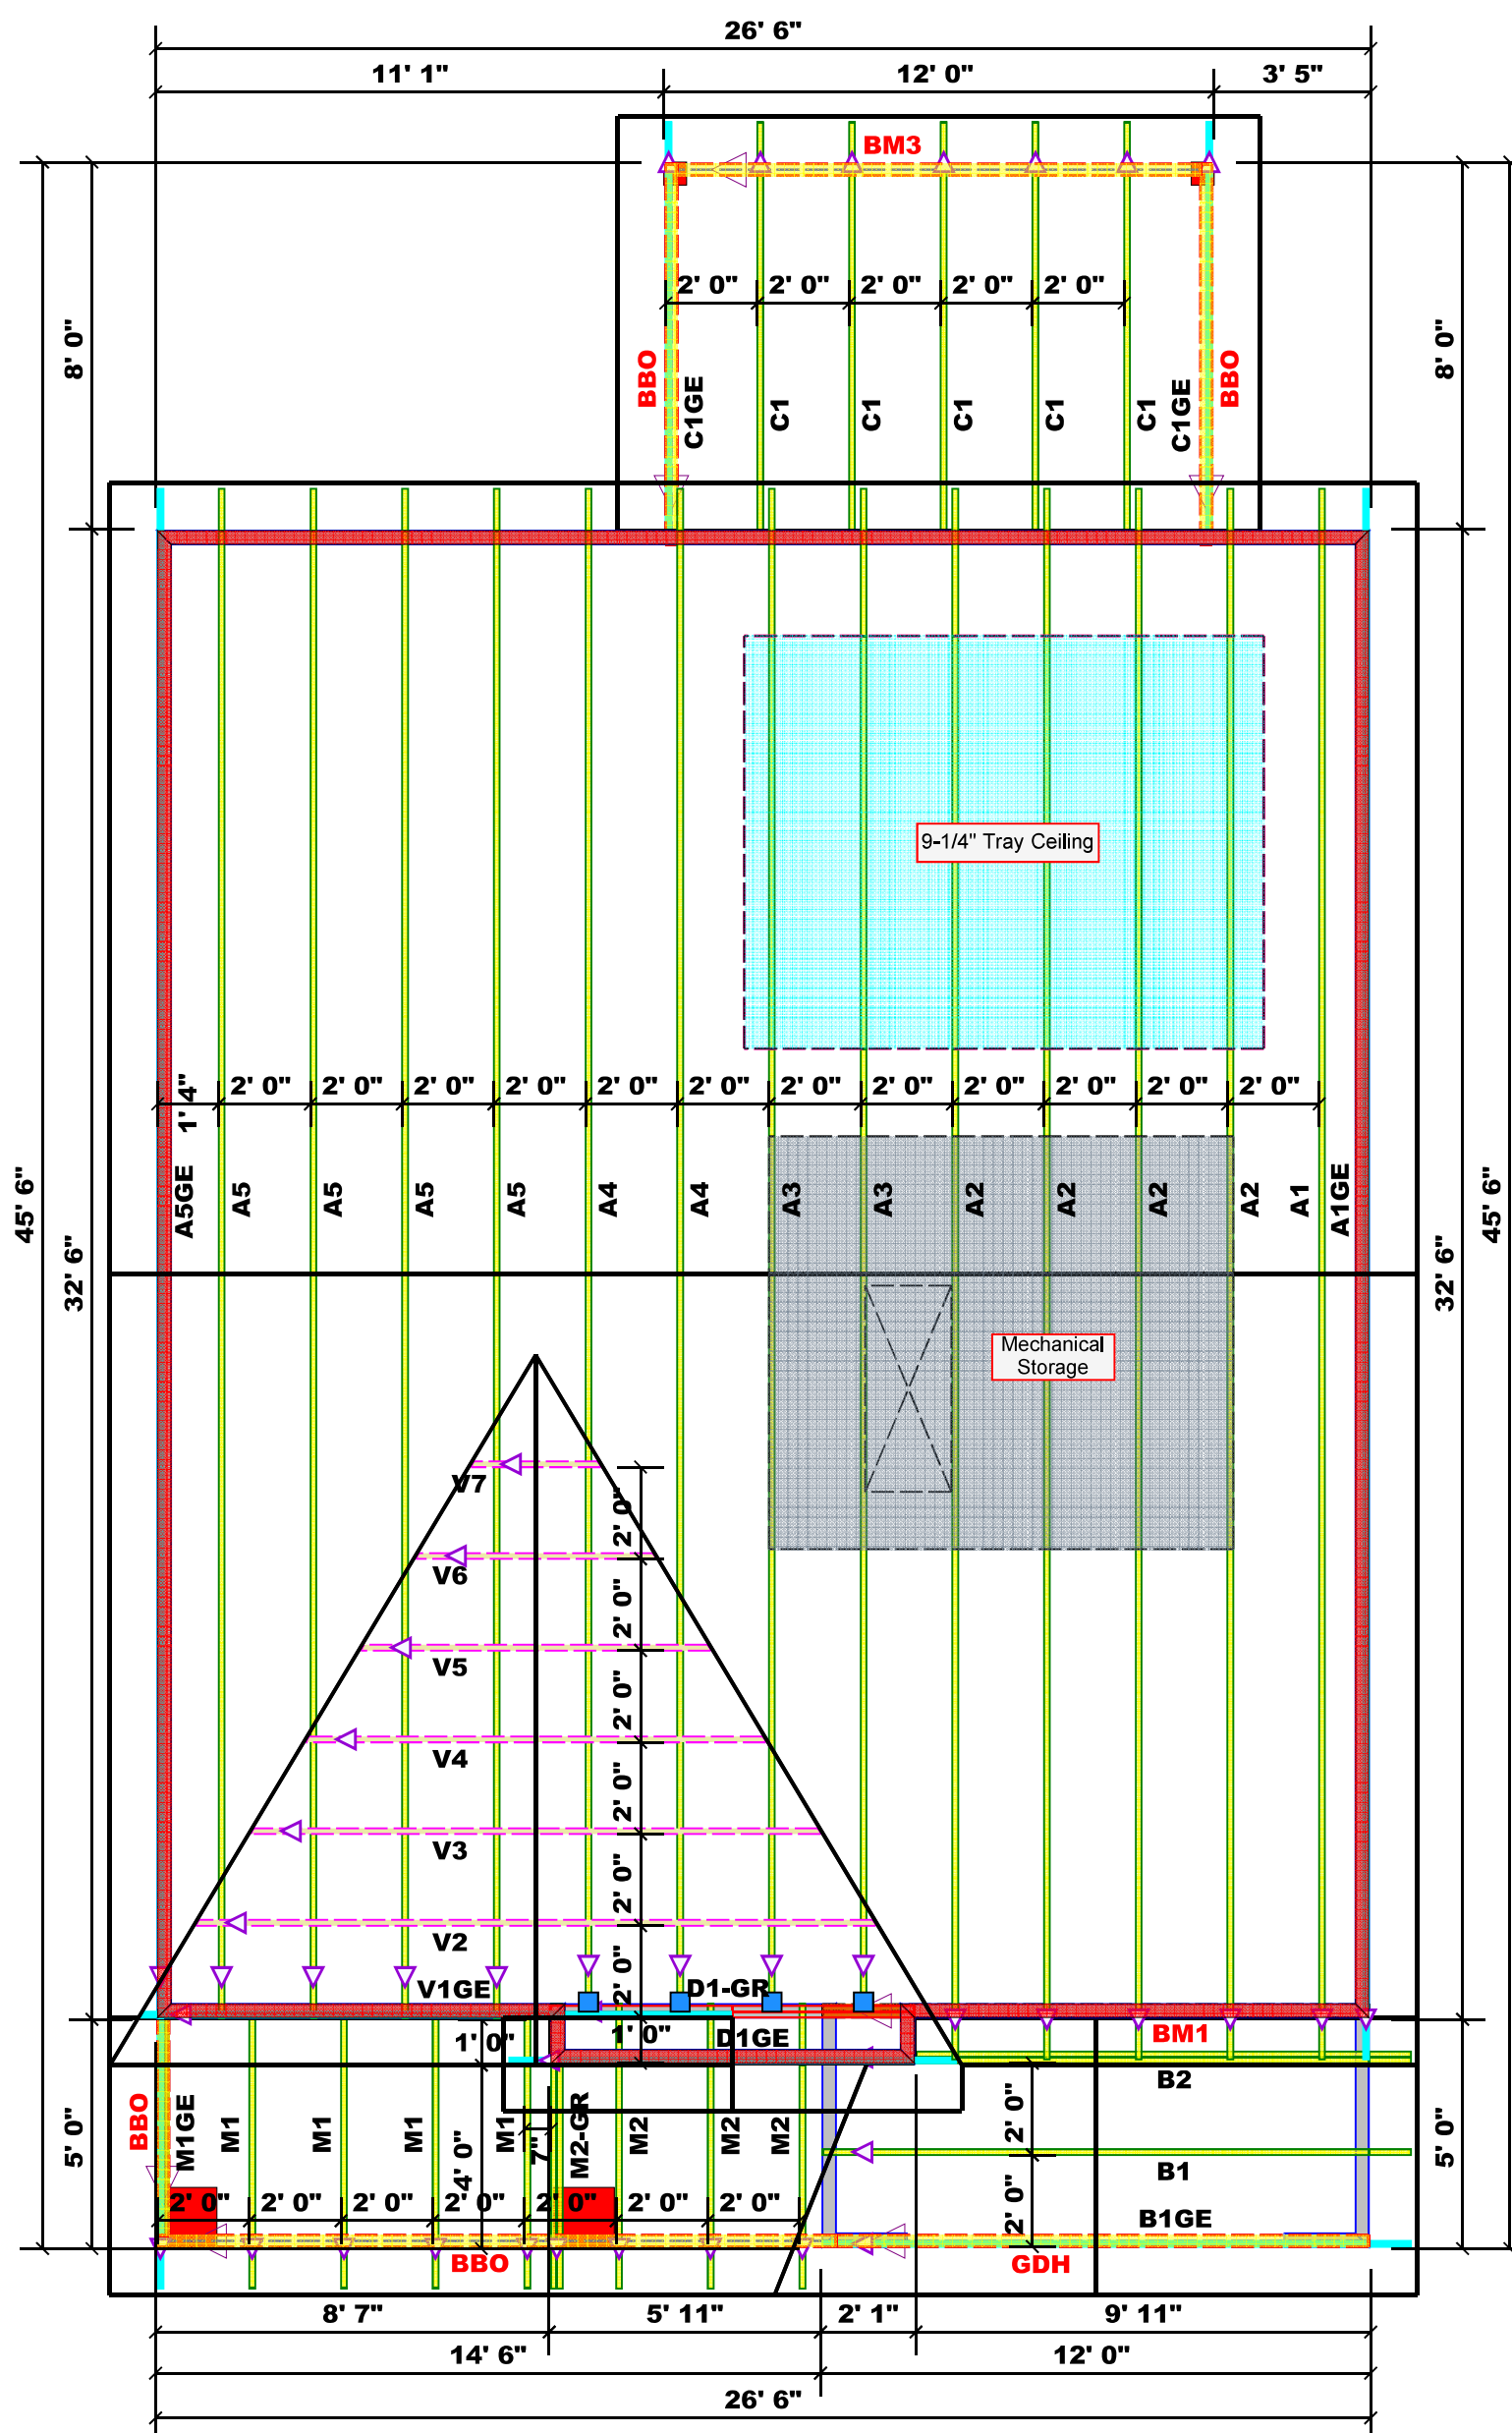 26' 6"
11' 1"
12' 0"
3' 5"
BM3
2' 0"
2' 0"
2' 0"
2' 0"
2' 0"
8' 0"
8' 0"
BBO
C1GE
C1
C1
C1
C1
C1
C1GE
BBO
9-1/4" Tray Ceiling
1' 4"
2' 0"
2' 0"
2' 0"
2' 0"
2' 0"
2' 0"
2' 0"
2' 0"
2' 0"
2' 0"
2' 0"
2' 0"
45' 6"
32' 6"
A5GE
A5
A5
A5
A5
A4
A4
A3
A3
A2
A2
A2
A2
A1
A1GE
32' 6"
45' 6"
Mechanical
Storage
V7
2' 0"
V6
2' 0"
V5
2' 0"
V4
2' 0"
V3
2' 0"
V2
2' 0"
V1GE
D1-GR
1' 0"
1' 0"
D1GE
BM1
B2
BBO
M1GE
M1
M1
M1
M1
7"
M2-GR
M2
M2
M2
5' 0"
4' 0"
2' 0"
B1
5' 0"
2' 0"
2' 0"
2' 0"
2' 0"
2' 0"
2' 0"
2' 0"
2' 0"
B1GE
BBO
GDH
8' 7"
5' 11"
2' 1"
9' 11"
14' 6"
12' 0"
26' 6"